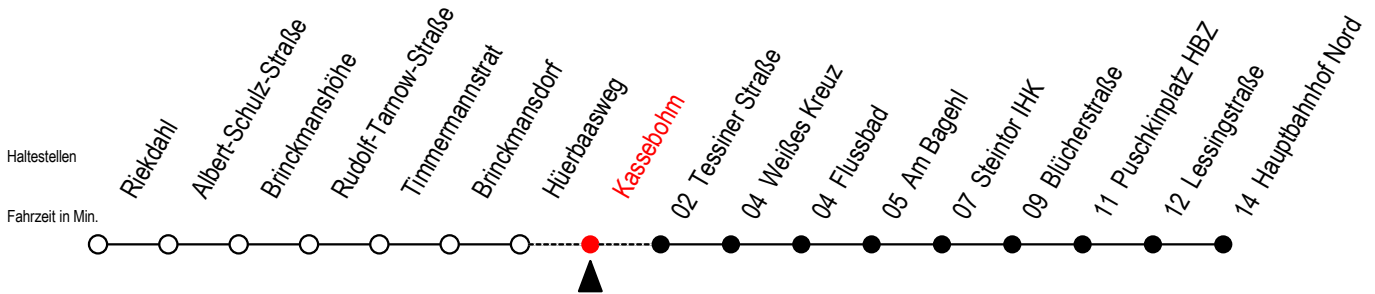 Haltestellen
Fahrzeit in Min.
Riekdahl
Albert-Schulz-Straße
Brinckmanshöhe
Rudolf-Tarnow-Straße
Timmermannstrat
Brinckmansdorf
Hüerbaasweg
Kassebohm
02 Tessiner Straße
04 Weißes Kreuz
04 Flussbad
05 Am Bagehl
07 Steintor IHK
09 Blücherstraße
11 Puschkinplatz HBZ
12 Lessingstraße
14 Hauptbahnhof Nord